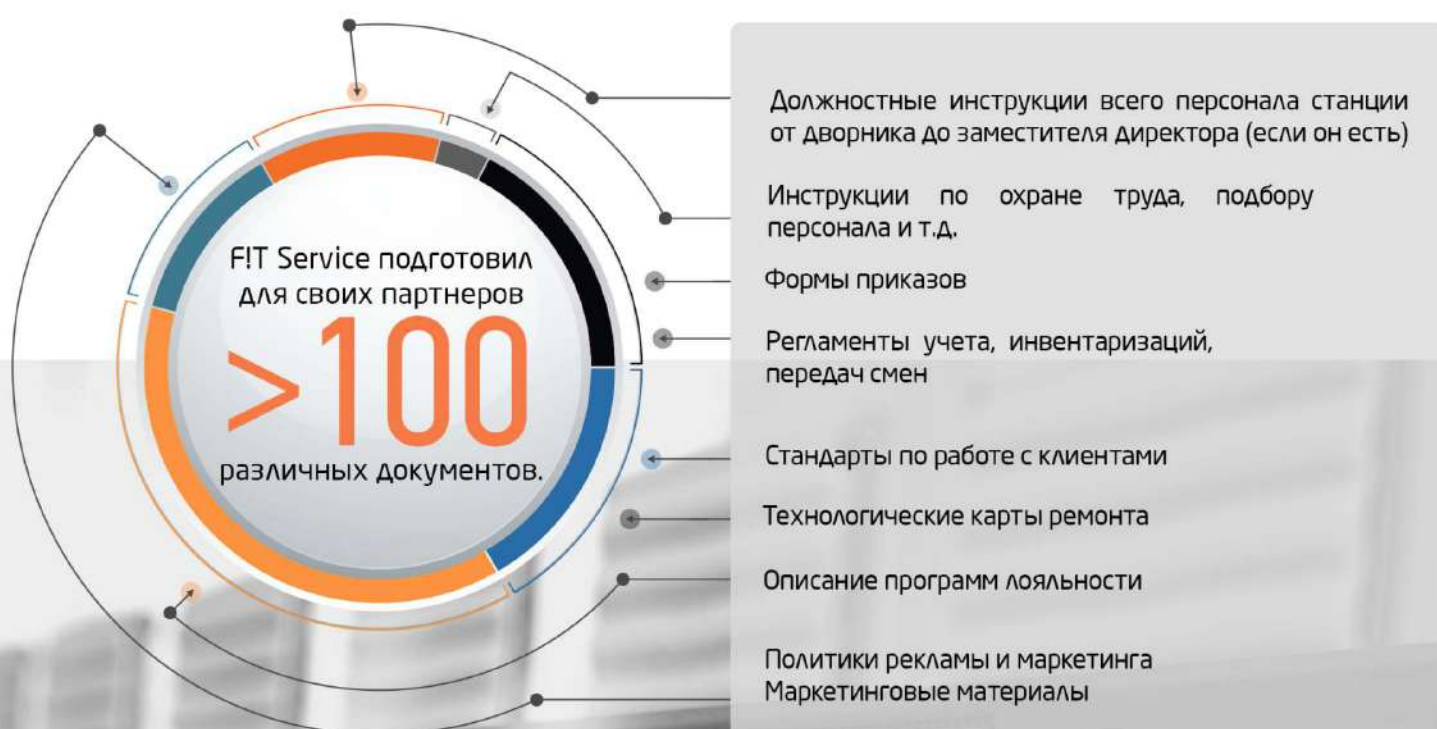 F!T Service подготовил
для своих партнеров
>100
различных документов.
Должностные инструкции всего персонала станции
от дворника до заместителя директора (если он есть)
Инструкции по охране труда, подбору
персонала и т.д.
Формы приказов
Регламенты учета, инвентаризаций,
передач смен
Стандарты по работе с клиентами
Технологические карты ремонта
Описание программ лояльности
Политики рекламы и маркетинга
Маркетинговые материалы